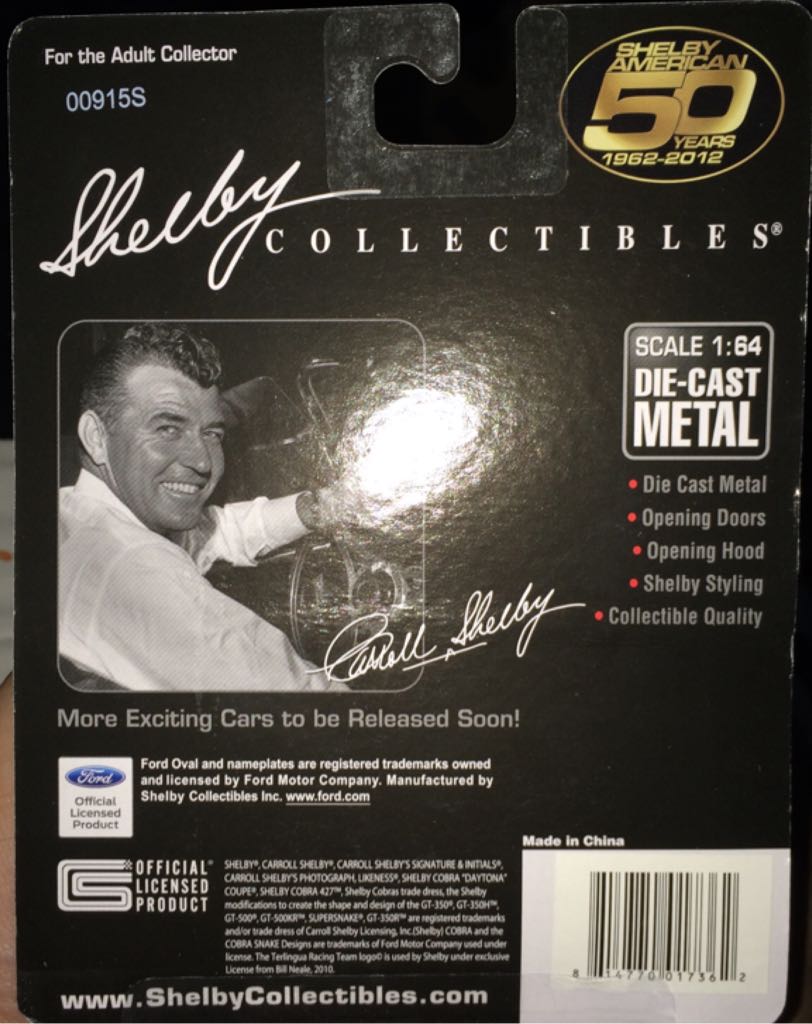 For the Adult Collector
00915S
SHELBY
AMERICAN
50
YEARS
1962-2012
Shelby COLLECTIBLES®
SCALE 1:64
DIE-CAST
METAL
• Die Cast Metal
• Opening Doors
• Opening Hood
• Shelby Styling
• Collectible Quality
Carroll Shelby
More Exciting Cars to be Released Soon!
Ford
Official
Licensed
Product
Ford Oval and nameplates are registered trademarks owned
and licensed by Ford Motor Company. Manufactured by
Shelby Collectibles Inc. www.ford.com
Made in China
CS
OFFICIAL
LICENSED
PRODUCT
SHELBY®, CARROLL SHELBY®, CARROLL SHELBY'S SIGNATURE & INITIALS®,
CARROLL SHELBY'S PHOTOGRAPH, LIKENESS®, SHELBY COBRA "DAYTONA"
COUPE®, SHELBY COBRA 427™, Shelby Cobras trade dress, the Shelby
modifications to create the shape and design of the GT-350®, GT-350H™,
GT-500®, GT-500KR™, SUPERSNAKE®, GT-350R™ are registered trademarks
and/or trade dress of Carroll Shelby Licensing, Inc.(Shelby) COBRA and the
COBRA SNAKE Designs are trademarks of Ford Motor Company used under
license. The Terlingua Racing Team logo© is used by Shelby under exclusive
License from Bill Neale, 2010.
8 14770 01736 2
www.ShelbyCollectibles.com